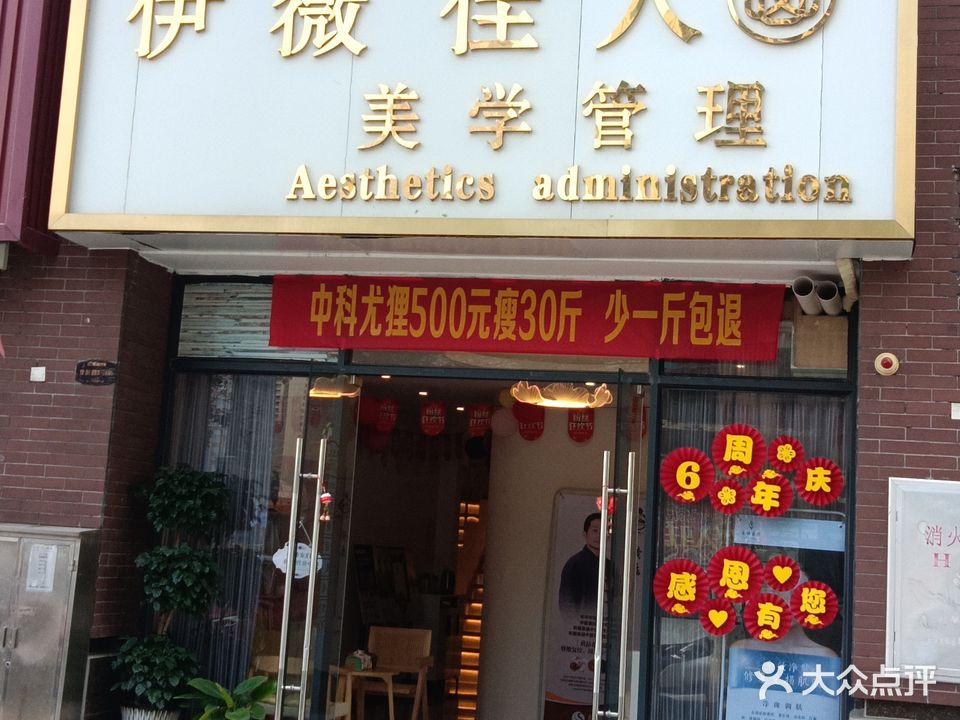 伊薇佳人
美学管理
Aesthetics administration
中科尤狸500元瘦30斤 少一斤包退
6周年庆
感恩有您
消火
H
大众点评